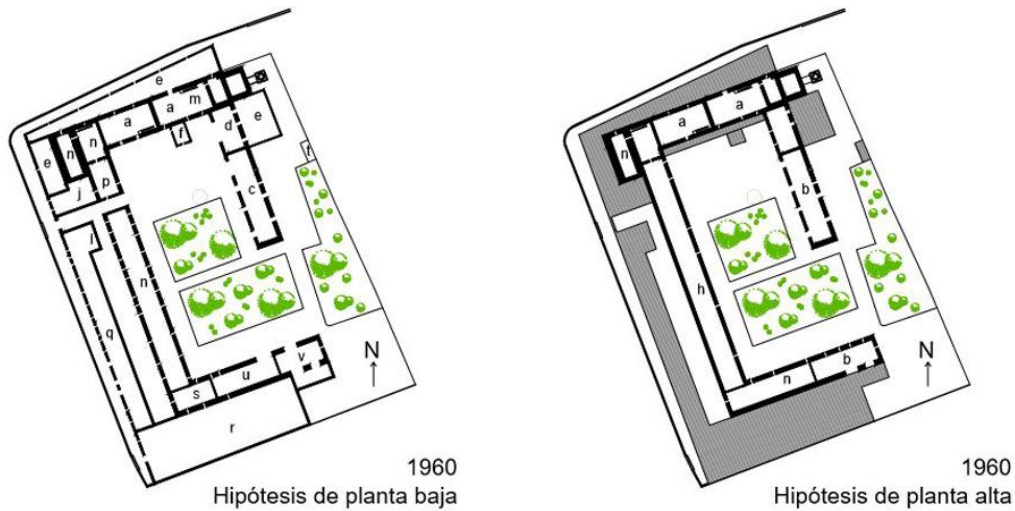 e
a
a
m
a
a
n
n
f
d
e
n
e
j
p
t
c
b
l
n
h
q
v
N
N
u
b
s
n
r
1960
Hipótesis de planta baja
1960
Hipótesis de planta alta